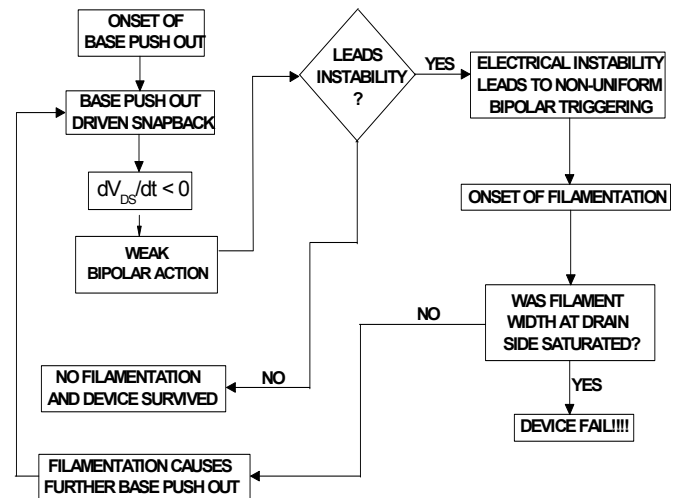 ONSET OF
BASE PUSH OUT
BASE PUSH OUT
DRIVEN SNAPBACK
dV_DS/dt < 0
WEAK
BIPOLAR ACTION
LEADS
INSTABILITY
?
YES
ELECTRICAL INSTABILITY
LEADS TO NON-UNIFORM
BIPOLAR TRIGGERING
ONSET OF FILAMENTATION
WAS FILAMENT
WIDTH AT DRAIN
SIDE SATURATED?
NO
YES
DEVICE FAIL!!!!
NO
NO FILAMENTATION
AND DEVICE SURVIVED
FILAMENTATION CAUSES
FURTHER BASE PUSH OUT